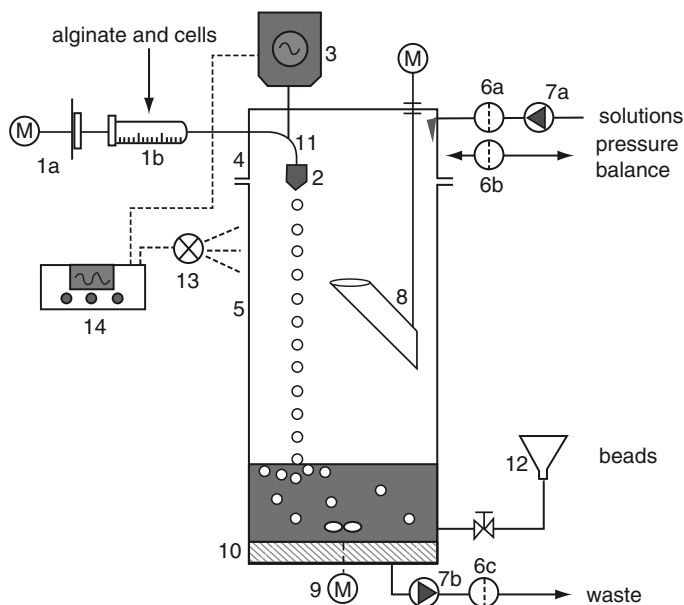 alginate and cells
3
M
M
1a
1b
4
11
2
6a
7a
solutions
pressure
balance
6b
13
14
5
8
12
beads
10
9
M
7b
6c
waste